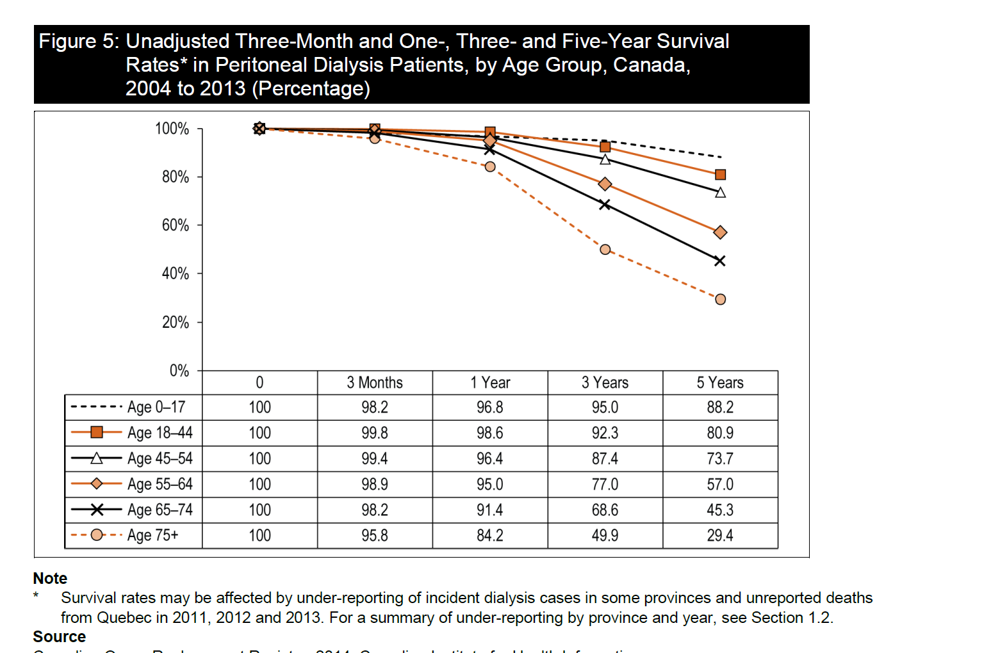 Figure 5: Unadjusted Three-Month and One-, Three- and Five-Year Survival
Rates* in Peritoneal Dialysis Patients, by Age Group, Canada,
2004 to 2013 (Percentage)
100%
80%
60%
40%
20%
0%
0 3 Months 1 Year 3 Years 5 Years
Age 0–17 100 98.2 96.8 95.0 88.2
Age 18–44 100 99.8 98.6 92.3 80.9
Age 45–54 100 99.4 96.4 87.4 73.7
Age 55–64 100 98.9 95.0 77.0 57.0
Age 65–74 100 98.2 91.4 68.6 45.3
Age 75+ 100 95.8 84.2 49.9 29.4
Note
* Survival rates may be affected by under-reporting of incident dialysis cases in some provinces and unreported deaths
from Quebec in 2011, 2012 and 2013. For a summary of under-reporting by province and year, see Section 1.2.
Source